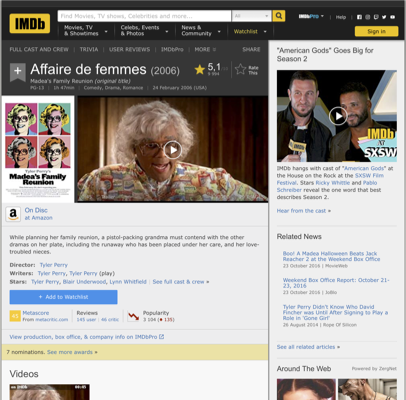 IMDb
Find Movies, TV shows, Celebrities and more...
All
IMDbPro
Help
Movies, TV
& Showtimes
Celebs, Events
& Photos
News &
Community
Watchlist
Sign in
FULL CAST AND CREW | TRIVIA | USER REVIEWS | IMDbPro | MORE
SHARE
Affaire de femmes (2006)
Madea's Family Reunion (original title)
PG-13 | 1h 47min | Comedy, Drama, Romance | 24 February 2006 (USA)
5,1
Rate
This
Tyler Perry's
Madea's Family
Reunion
On Disc
at Amazon
While planning her family reunion, a pistol-packing grandma must contend with the other
dramas on her plate, including the runaway who has been placed under her care, and her love-
troubled nieces.
Director: Tyler Perry
Writers: Tyler Perry, Tyler Perry (play)
Stars: Tyler Perry, Blair Underwood, Lynn Whitfield | See full cast & crew »
+ Add to Watchlist
Metascore
From metacritic.com
Reviews
145 user | 46 critic
Popularity
3 104 ( 135)
View production, box office, & company info on IMDbPro
7 nominations. See more awards »
Videos
"American Gods" Goes Big for
Season 2
IMDb
at
SXSW
IMDb hangs with cast of "American Gods" at
the House on the Rock at the SXSW Film
Festival. Stars Ricky Whittle and Pablo
Schreiber reveal the one word that best
describes Season 2.
Hear from the cast »
Related News
Boo! A Madea Halloween Beats Jack
Reacher 2 at the Weekend Box Office
23 October 2016 | MovieWeb
Weekend Box Office Report: October 21-
23, 2016
23 October 2016 | JoBlo
Tyler Perry Didn't Know Who David
Fincher was Until After Signing to Play a
Role in 'Gone Girl'
26 August 2014 | Rope Of Silicon
See all related articles »
Around The Web
Powered by ZergNet